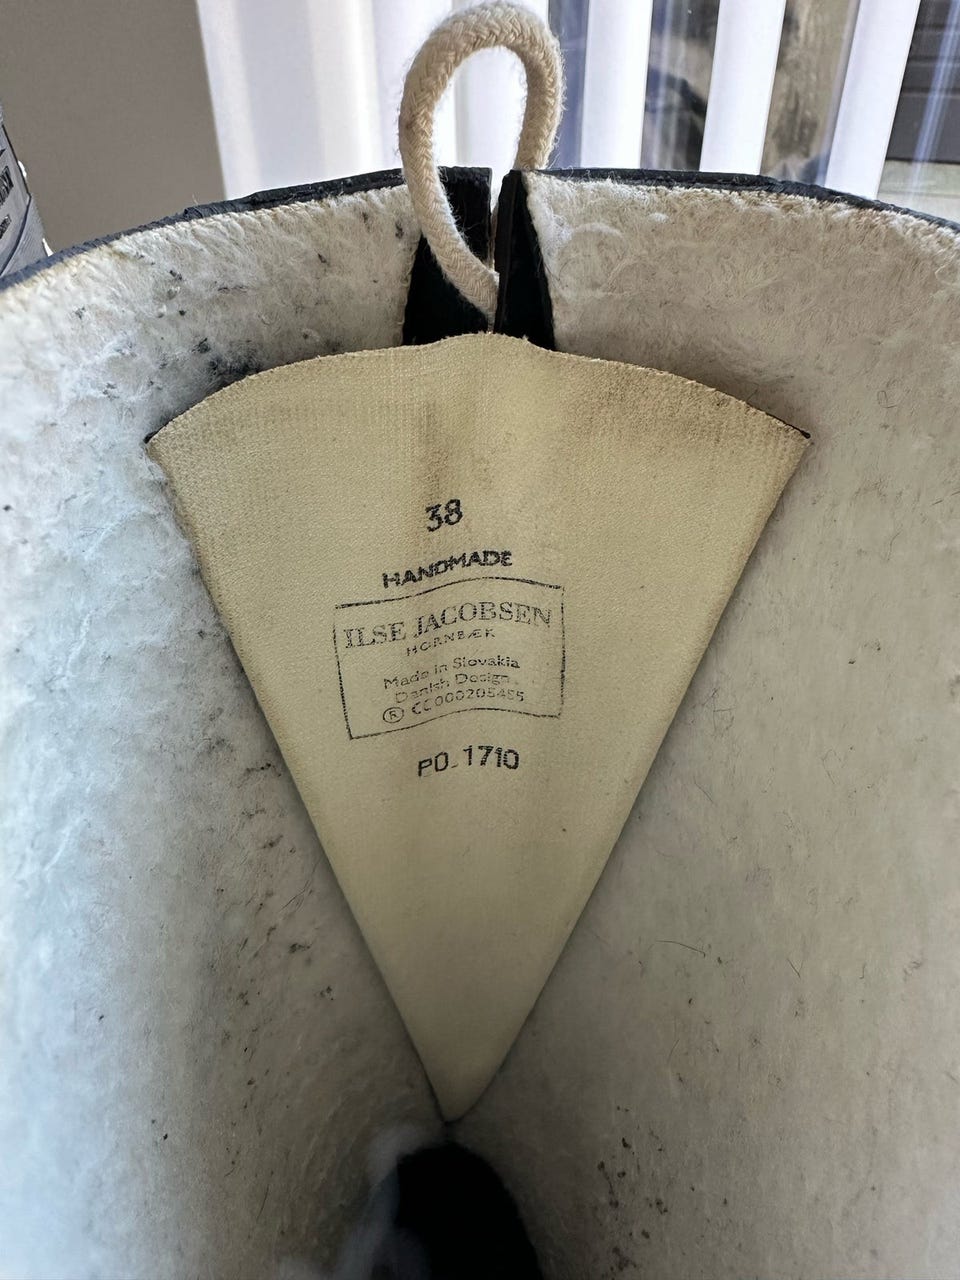 38
HANDMADE
ILSE JACOBSEN
HORNBÆK
Made in Slovakia
Danish Design
® CC000205455
PO_1710